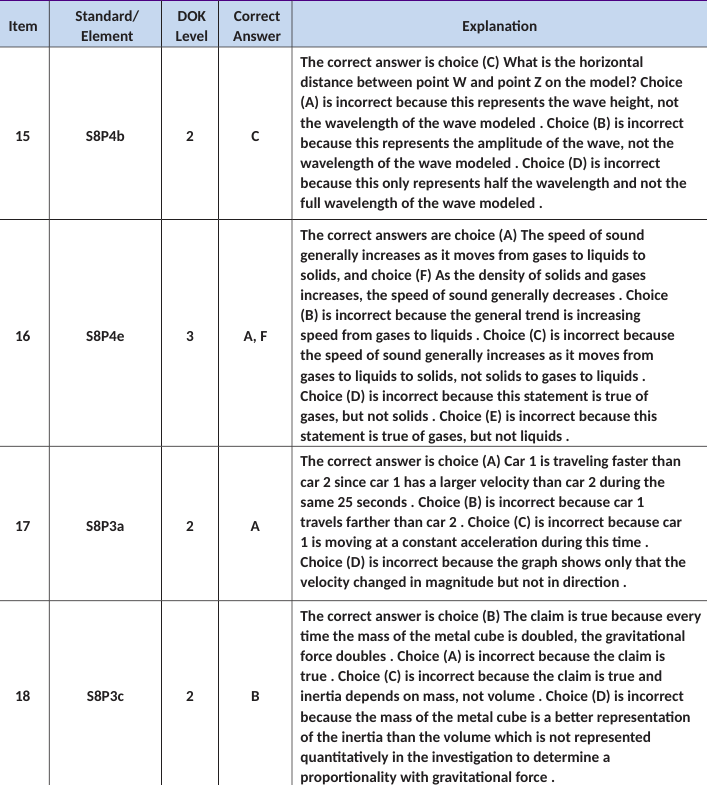 Item
Standard/
Element
DOK
Level
Correct
Answer
Explanation
15
S8P4b
2
C
The correct answer is choice (C) What is the horizontal
distance between point W and point Z on the model? Choice
(A) is incorrect because this represents the wave height, not
the wavelength of the wave modeled . Choice (B) is incorrect
because this represents the amplitude of the wave, not the
wavelength of the wave modeled . Choice (D) is incorrect
because this only represents half the wavelength and not the
full wavelength of the wave modeled .
16
S8P4e
3
A, F
The correct answers are choice (A) The speed of sound
generally increases as it moves from gases to liquids to
solids, and choice (F) As the density of solids and gases
increases, the speed of sound generally decreases . Choice
(B) is incorrect because the general trend is increasing
speed from gases to liquids . Choice (C) is incorrect because
the speed of sound generally increases as it moves from
gases to liquids to solids, not solids to gases to liquids .
Choice (D) is incorrect because this statement is true of
gases, but not solids . Choice (E) is incorrect because this
statement is true of gases, but not liquids .
17
S8P3a
2
A
The correct answer is choice (A) Car 1 is traveling faster than
car 2 since car 1 has a larger velocity than car 2 during the
same 25 seconds . Choice (B) is incorrect because car 1
travels farther than car 2 . Choice (C) is incorrect because car
1 is moving at a constant acceleration during this time .
Choice (D) is incorrect because the graph shows only that the
velocity changed in magnitude but not in direction .
18
S8P3c
2
B
The correct answer is choice (B) The claim is true because every
time the mass of the metal cube is doubled, the gravitational
force doubles . Choice (A) is incorrect because the claim is
true . Choice (C) is incorrect because the claim is true and
inertia depends on mass, not volume . Choice (D) is incorrect
because the mass of the metal cube is a better representation
of the inertia than the volume which is not represented
quantitatively in the investigation to determine a
proportionality with gravitational force .